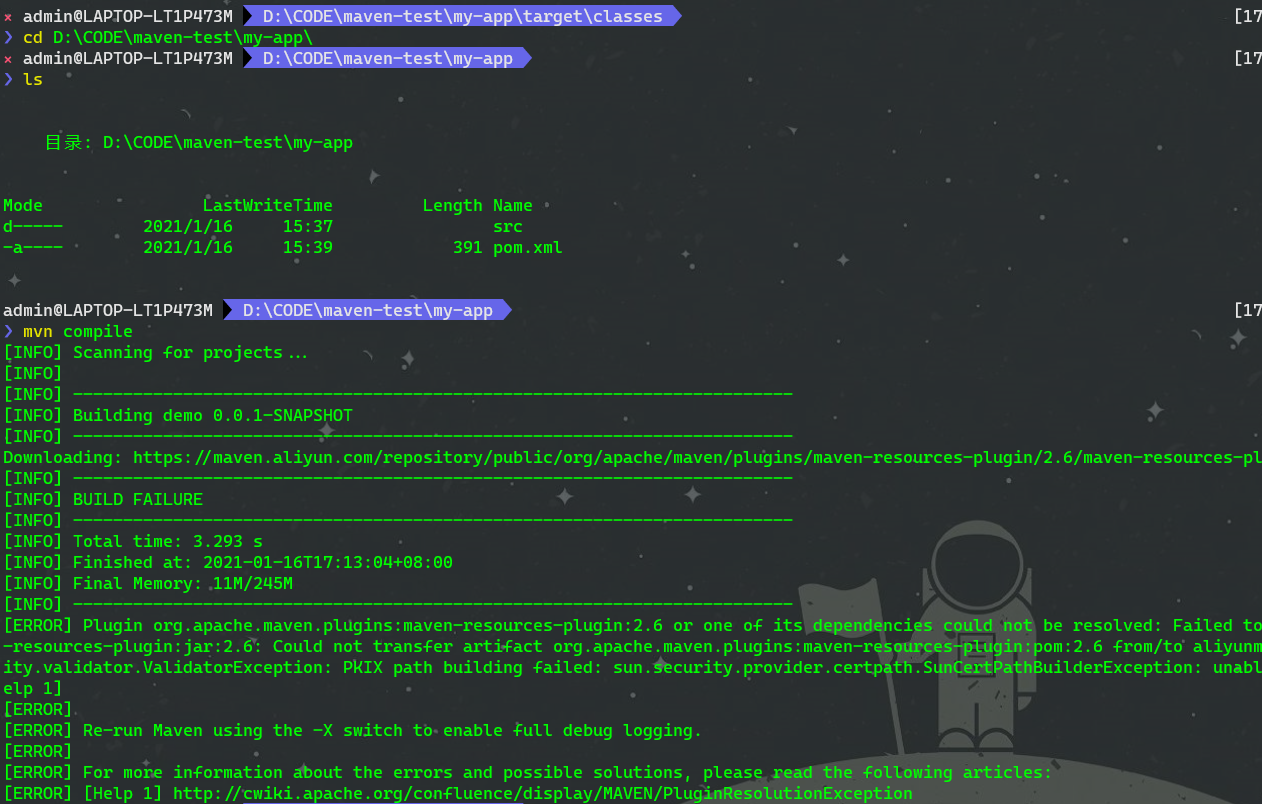 × admin@LAPTOP-LT1P473M D:\CODE\maven-test\my-app\target\classes [17
❯ cd D:\CODE\maven-test\my-app\
× admin@LAPTOP-LT1P473M D:\CODE\maven-test\my-app [17
❯ ls
目录: D:\CODE\maven-test\my-app
Mode LastWriteTime Length Name
d----- 2021/1/16 15:37 src
-a---- 2021/1/16 15:39 391 pom.xml
admin@LAPTOP-LT1P473M D:\CODE\maven-test\my-app [17
❯ mvn compile
[INFO] Scanning for projects...
[INFO]
[INFO] ------------------------------------------------------------------------
[INFO] Building demo 0.0.1-SNAPSHOT
[INFO] ------------------------------------------------------------------------
Downloading: https://maven.aliyun.com/repository/public/org/apache/maven/plugins/maven-resources-plugin/2.6/maven-resources-pl
[INFO] ------------------------------------------------------------------------
[INFO] BUILD FAILURE
[INFO] ------------------------------------------------------------------------
[INFO] Total time: 3.293 s
[INFO] Finished at: 2021-01-16T17:13:04+08:00
[INFO] Final Memory: 11M/245M
[INFO] ------------------------------------------------------------------------
[ERROR] Plugin org.apache.maven.plugins:maven-resources-plugin:2.6 or one of its dependencies could not be resolved: Failed to
-resources-plugin:jar:2.6: Could not transfer artifact org.apache.maven.plugins:maven-resources-plugin:pom:2.6 from/to aliyunm
ity.validator.ValidatorException: PKIX path building failed: sun.security.provider.certpath.SunCertPathBuilderException: unabl
elp 1]
[ERROR]
[ERROR] Re-run Maven using the -X switch to enable full debug logging.
[ERROR]
[ERROR] For more information about the errors and possible solutions, please read the following articles:
[ERROR] [Help 1] http://cwiki.apache.org/confluence/display/MAVEN/PluginResolutionException